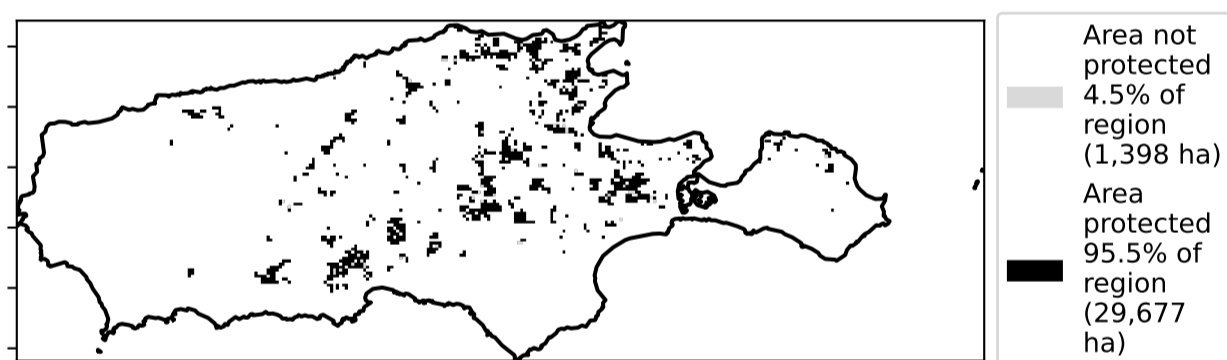 Area not
protected
4.5% of
region
(1,398 ha)
Area
protected
95.5% of
region
(29,677
ha)